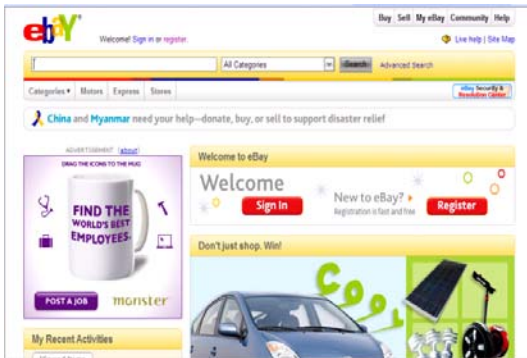 ebY
Buy Sell My eBay Community Help
Welcome! Sign in or register.
Live help | Site Map
All Categories
Search
Advanced Search
Categories ▾ Motors Express Stores
eBay Security &
Resolution Center
China and Myanmar need your help—donate, buy, or sell to support disaster relief
ADVERTISEMENT (about)
DRAG THE ICONS TO THE MUG
FIND THE
WORLD'S BEST
EMPLOYEES.
POST A JOB
monster
Welcome to eBay
Welcome
Sign In
New to eBay?
Registration is fast and free
Register
Don't just shop. Win!
COOL
My Recent Activities